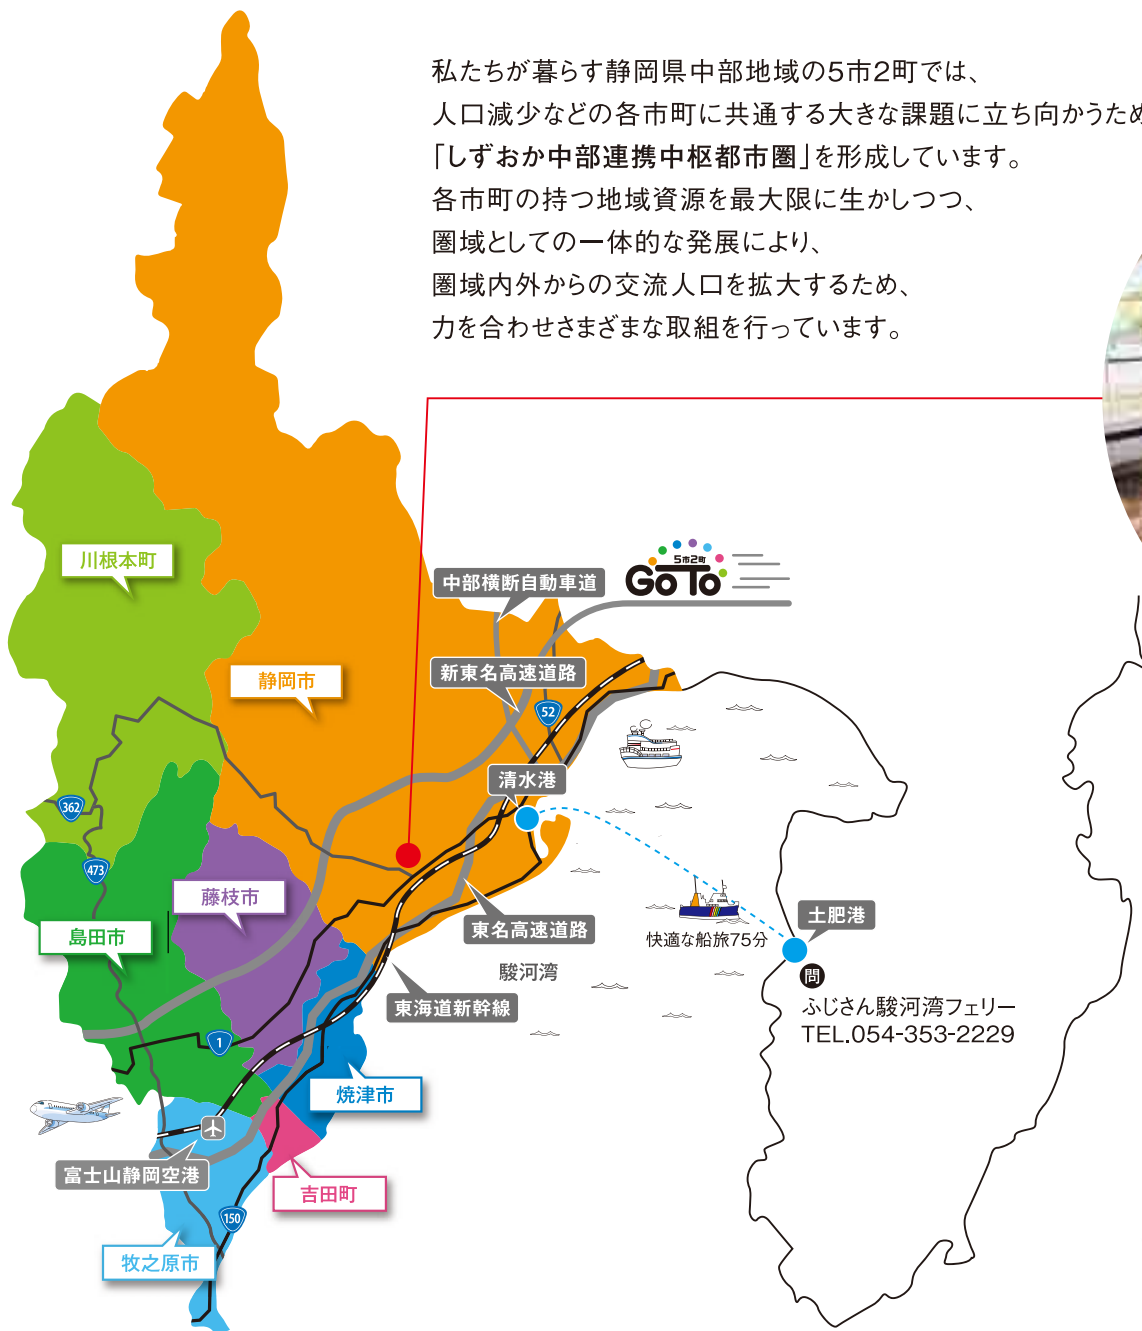 私たちが暮らす静岡県中部地域の5市2町では、
人口減少などの各市町に共通する大きな課題に立ち向かうため
「しずおか中部連携中枢都市圏」を形成しています。
各市町の持つ地域資源を最大限に生かしつつ、
圏域としての一体的な発展により、
圏域内外からの交流人口を拡大するため、
力を合わせさまざまな取組を行っています。
川根本町
5市2町
GoTo
中部横断自動車道
静岡市
新東名高速道路
52
清水港
362
473
藤枝市
島田市
東名高速道路
土肥港
快適な船旅75分
駿河湾
問
東海道新幹線
ふじさん駿河湾フェリー
TEL.054-353-2229
1
焼津市
富士山静岡空港
吉田町
150
牧之原市